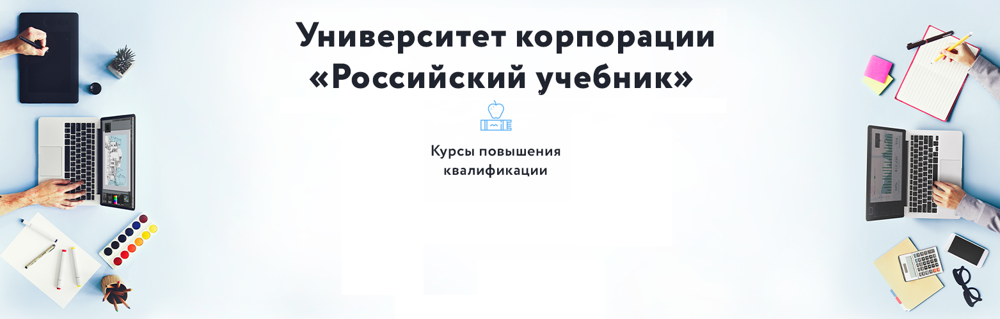 Университет корпорации
«Российский учебник»
Курсы повышения
квалификации